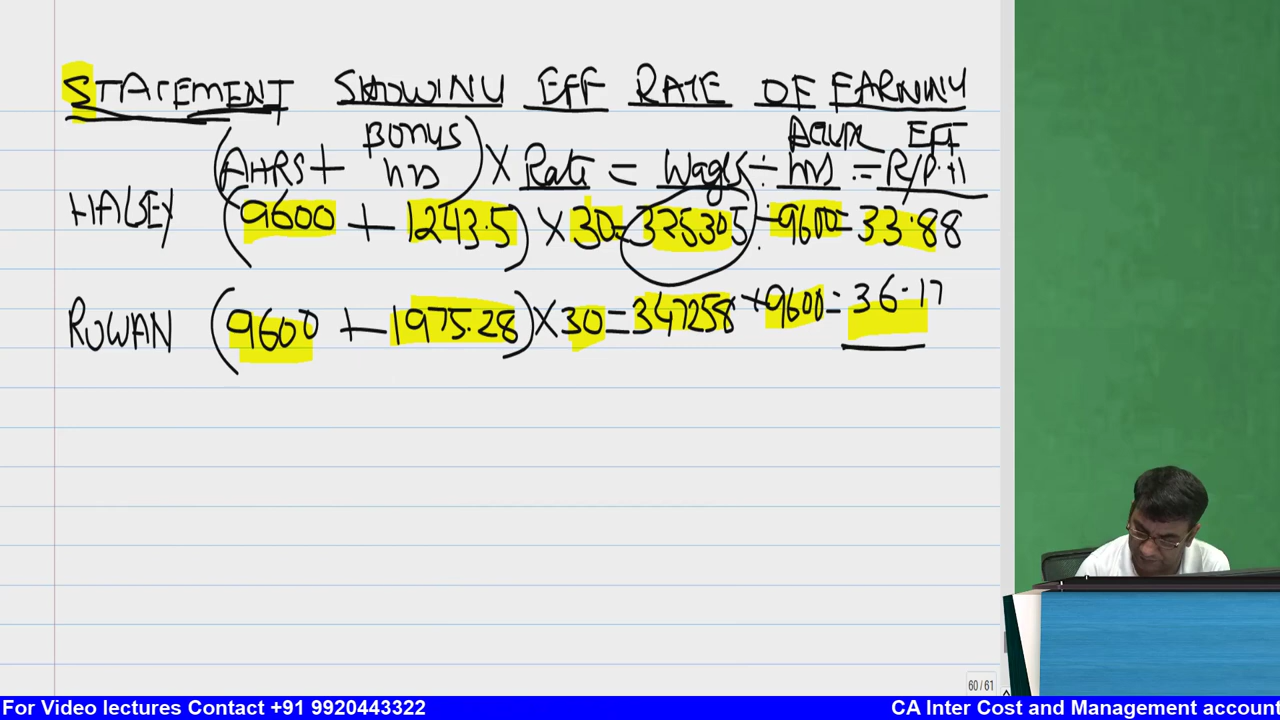 STATEMENT SHOWING EFF RATE OF EARNING
(AHRS + Bonus hrs) × Rate = Wages ÷ hrs = EFF R/P.H
HALSEY (9600 + 1243.5) × 30 = 325305 ÷ 9600 = 33.88
ROWAN (9600 + 1975.28) × 30 = 347258 ÷ 9600 = 36.17
60 / 61
For Video lectures Contact +91 9920443322 CA Inter Cost and Management account